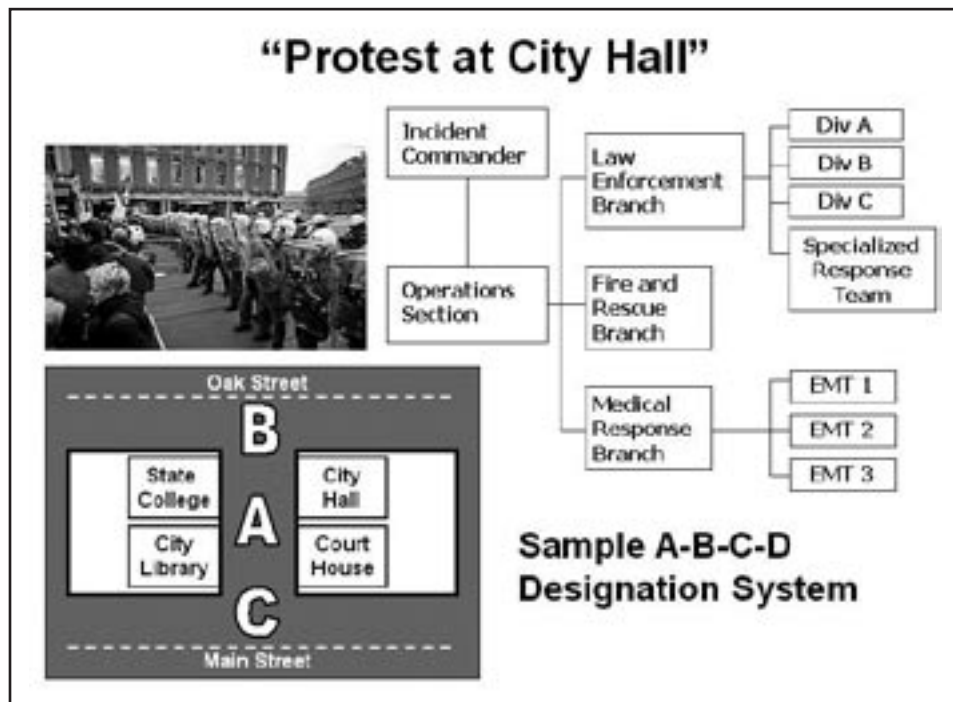 “Protest at City Hall”
Incident
Commander
Operations
Section
Law
Enforcement
Branch
Fire and
Rescue
Branch
Medical
Response
Branch
Div A
Div B
Div C
Specialized
Response
Team
EMT 1
EMT 2
EMT 3
Oak Street
B
State
College
City
Hall
A
City
Library
Court
House
C
Main Street
Sample A-B-C-D
Designation System